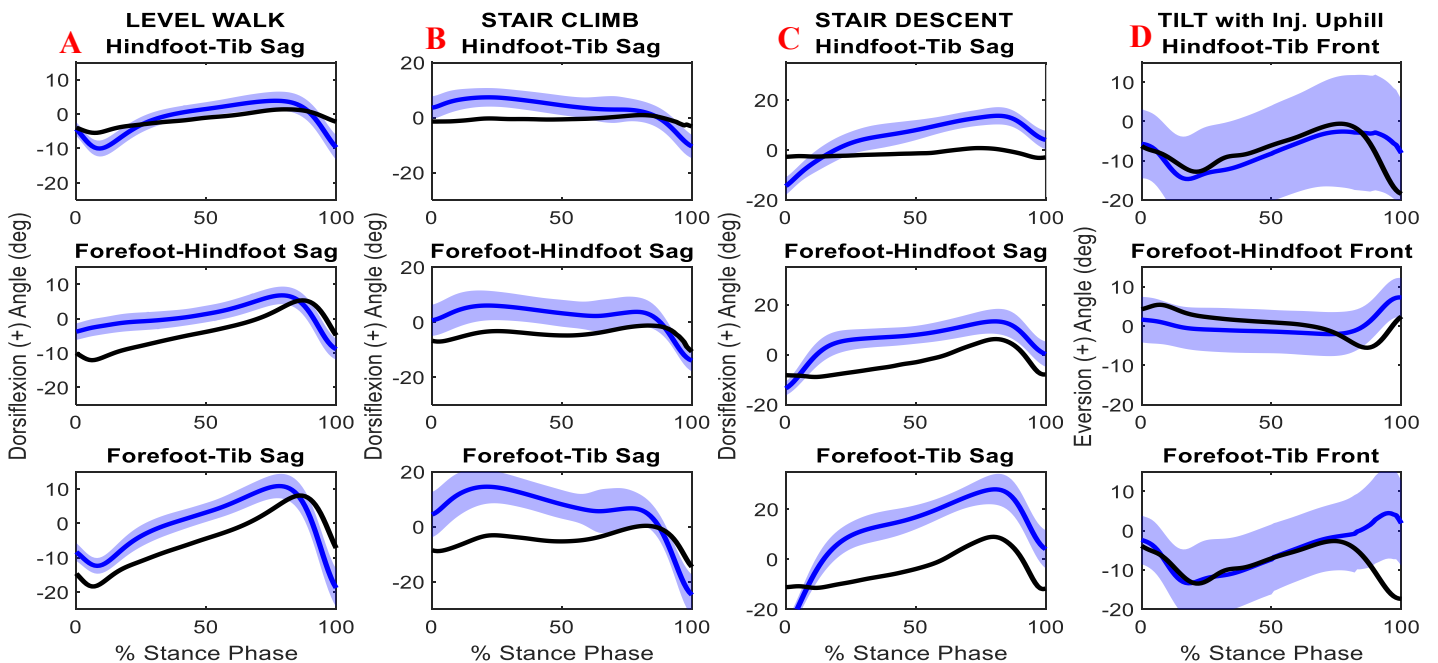 A
LEVEL WALK
Hindfoot-Tib Sag
10
0
-10
-20
0
50
100
Forefoot-Hindfoot Sag
10
0
-10
-20
0
50
100
Forefoot-Tib Sag
10
0
-10
-20
0
50
100
Dorsiflexion (+) Angle (deg)
% Stance Phase
B
STAIR CLIMB
Hindfoot-Tib Sag
20
0
-20
0
50
100
Forefoot-Hindfoot Sag
20
0
-20
0
50
100
Forefoot-Tib Sag
20
0
-20
0
50
100
Dorsiflexion (+) Angle (deg)
% Stance Phase
C
STAIR DESCENT
Hindfoot-Tib Sag
20
0
-20
0
50
100
Forefoot-Hindfoot Sag
20
0
-20
0
50
100
Forefoot-Tib Sag
20
0
-20
0
50
100
Dorsiflexion (+) Angle (deg)
% Stance Phase
D
TILT with Inj. Uphill
Hindfoot-Tib Front
10
0
-10
-20
0
50
100
Forefoot-Hindfoot Front
10
0
-10
-20
0
50
100
Forefoot-Tib Front
10
0
-10
-20
0
50
100
Eversion (+) Angle (deg)
% Stance Phase